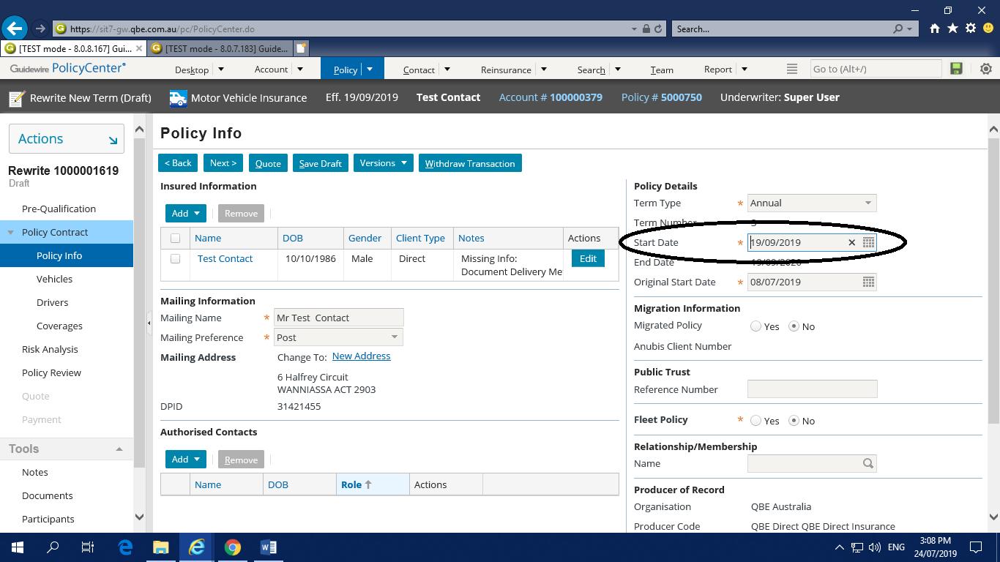 https://sit7-gw.qbe.com.au/pc/PolicyCenter.do
Search...
[TEST mode - 8.0.8.167] Gui...
[TEST mode - 8.0.7.183] Guide...
Guidewire PolicyCenter
Desktop
Account
Policy
Contact
Reinsurance
Search
Team
Report
Go to (Alt+/)
Rewrite New Term (Draft)
Motor Vehicle Insurance
Eff. 19/09/2019
Test Contact
Account # 100000379
Policy # 5000750
Underwriter: Super User
Actions
Rewrite 1000001619
Draft
Pre-Qualification
Policy Contract
Policy Info
Vehicles
Drivers
Coverages
Risk Analysis
Policy Review
Quote
Payment
Tools
Notes
Documents
Participants
Policy Info
< Back
Next >
Quote
Save Draft
Versions
Withdraw Transaction
Insured Information
Add
Remove
Name DOB Gender Client Type Notes Actions
Test Contact 10/10/1986 Male Direct Missing Info: Edit
Document Delivery Me
Mailing Information
Mailing Name * Mr Test  Contact
Mailing Preference * Post
Mailing Address Change To: New Address
6 Halfrey Circuit
WANNIASSA ACT 2903
DPID 31421455
Authorised Contacts
Add
Remove
Name DOB Role Actions
Policy Details
Term Type * Annual
Term Number
Start Date * 19/09/2019
End Date 19/09/2020
Original Start Date * 08/07/2019
Migration Information
Migrated Policy Yes No
Anubis Client Number
Public Trust
Reference Number
Fleet Policy * Yes No
Relationship/Membership
Name
Producer of Record
Organisation QBE Australia
Producer Code QBE Direct QBE Direct Insurance
ENG
3:08 PM
24/07/2019